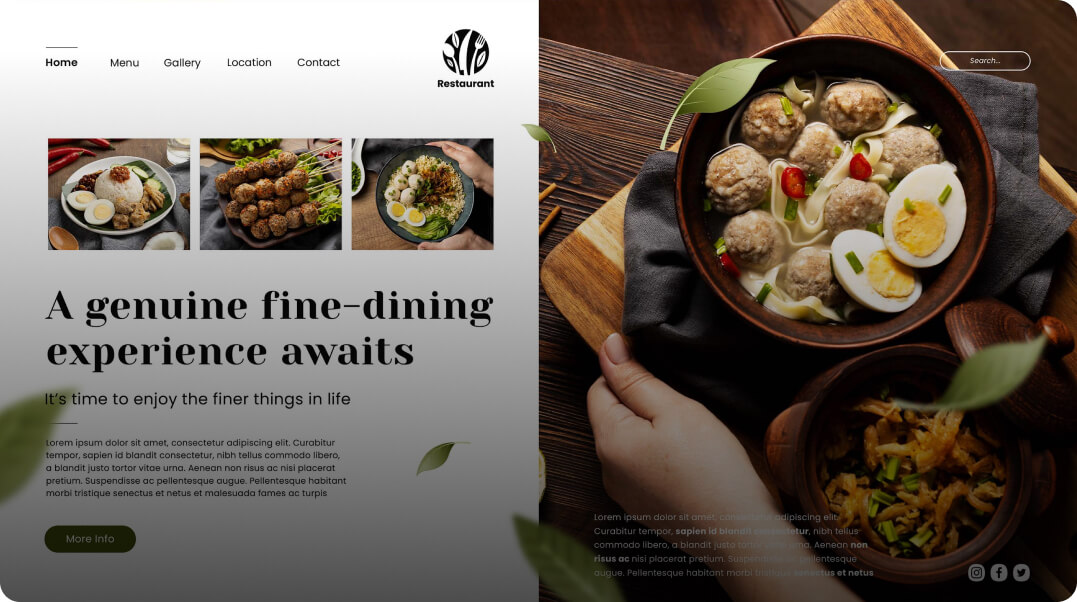 Home
Menu
Gallery
Location
Contact
Restaurant
Search...
A genuine fine-dining
experience awaits
It's time to enjoy the finer things in life
Lorem ipsum dolor sit amet, consectetur adipiscing elit. Curabitur
tempor, sapien id blandit consectetur, nibh tellus commodo libero,
a blandit justo tortor vitae urna. Aenean non risus ac nisi placerat
pretium. Suspendisse ac pellentesque augue. Pellentesque habitant
morbi tristique senectus et netus et malesuada fames ac turpis
More Info
Lorem ipsum dolor sit amet, consectetur adipiscing elit.
Curabitur tempor, sapien id blandit consectetur, nibh tellus
commodo libero, a blandit justo tortor vitae urna. Aenean non
risus ac nisi placerat pretium. Suspendisse ac pellentesque
augue. Pellentesque habitant morbi tristique senectus et netus